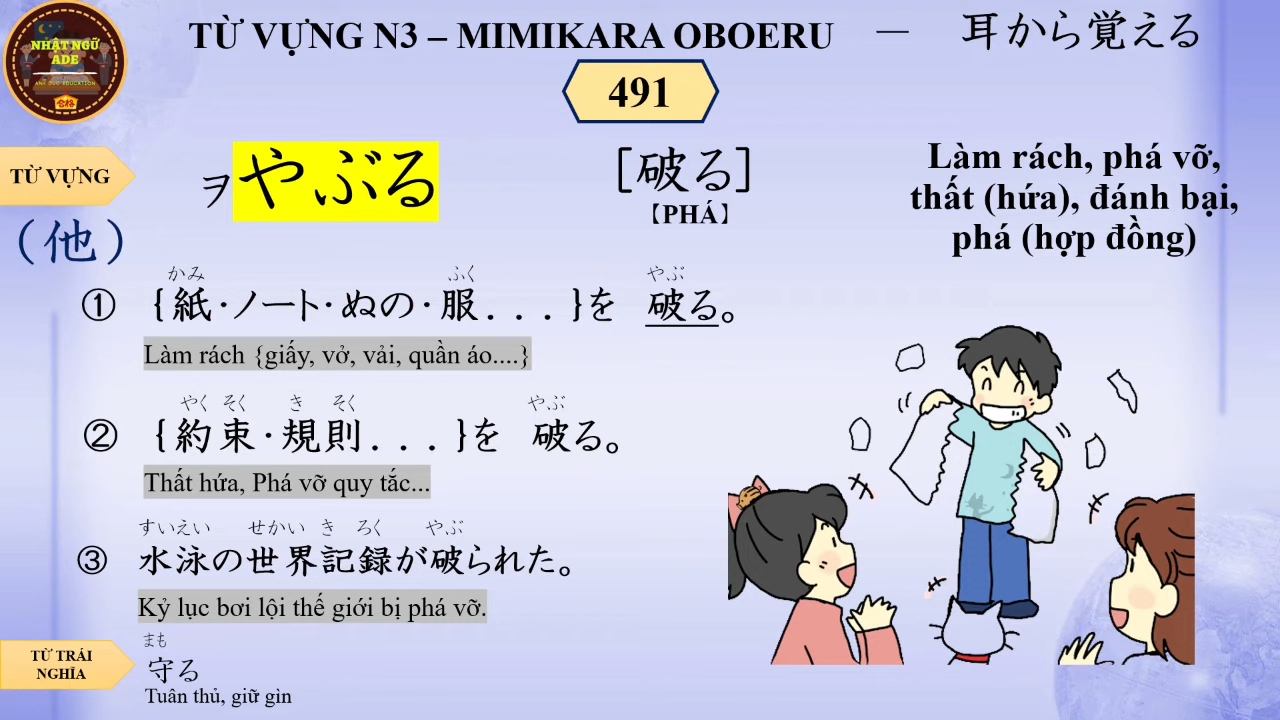 NHẬT NGỮ
ADE
ANH DUC EDUCATION
合格
TỪ VỰNG N3 – MIMIKARA OBOERU － 耳から覚える
491
TỪ VỰNG
ヲやぶる
[破る]
【PHÁ】
Làm rách, phá vỡ,
thất (hứa), đánh bại,
phá (hợp đồng)
（他）
かみ ふく やぶ
① {紙・ノート・ぬの・服...}を 破る。
Làm rách {giấy, vở, vải, quần áo....}
やく そく き そく やぶ
② {約束・規則...}を 破る。
Thất hứa, Phá vỡ quy tắc...
すいえい せかい き ろく やぶ
③ 水泳の世界記録が破られた。
Kỷ lục bơi lội thế giới bị phá vỡ.
TỪ TRÁI
NGHĨA
まも
守る
Tuân thủ, giữ gìn